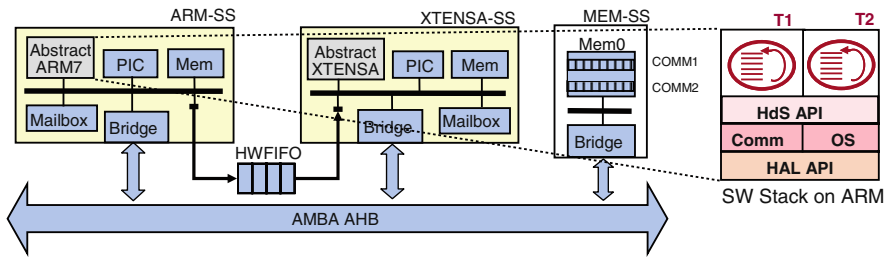 ARM-SS
XTENSA-SS
MEM-SS
T1
T2
Abstract
ARM7
PIC
Mem
Abstract
XTENSA
PIC
Mem
Mem0
COMM1
COMM2
Mailbox
Bridge
Bridge
Mailbox
Bridge
HWFIFO
HdS API
Comm
OS
HAL API
SW Stack on ARM
AMBA AHB